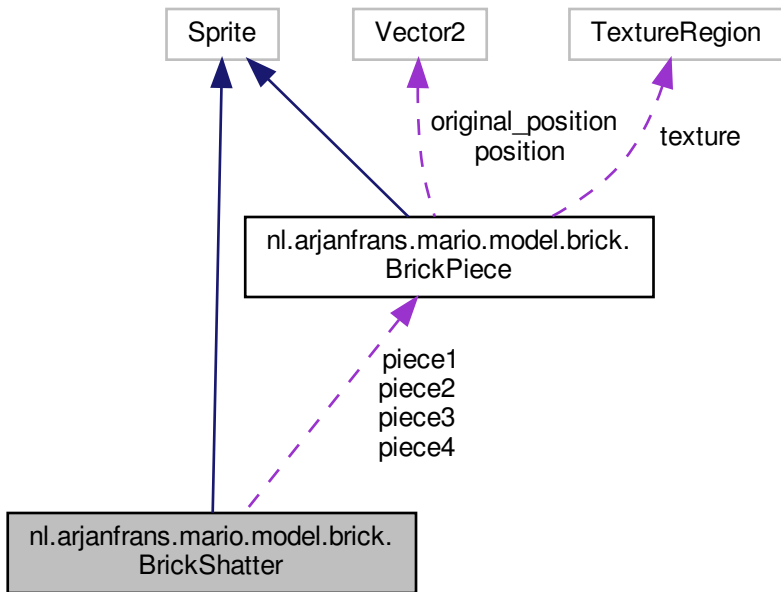 Sprite
Vector2
TextureRegion
original_position
position
texture
nl.arjanfrans.mario.model.brick.
BrickPiece
piece1
piece2
piece3
piece4
nl.arjanfrans.mario.model.brick.
BrickShatter